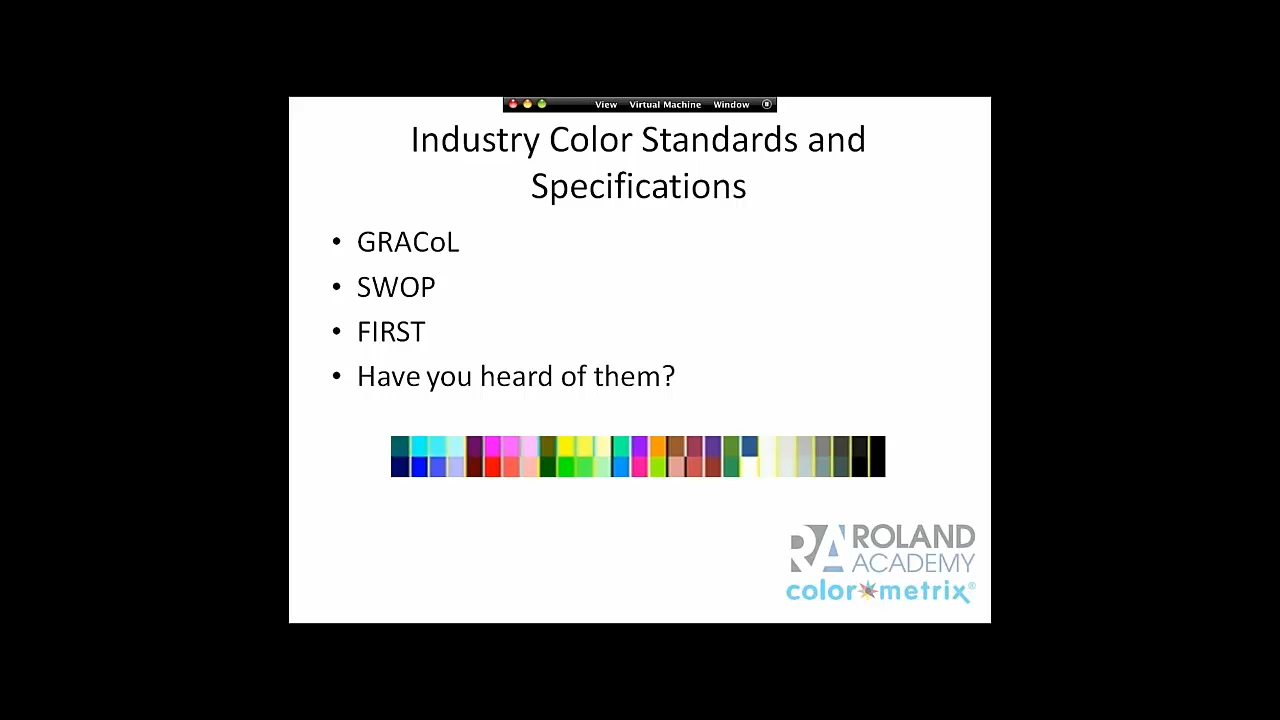 View Virtual Machine Window
Industry Color Standards and
Specifications
• GRACoL
• SWOP
• FIRST
• Have you heard of them?
RA ROLAND
ACADEMY
color metrix®